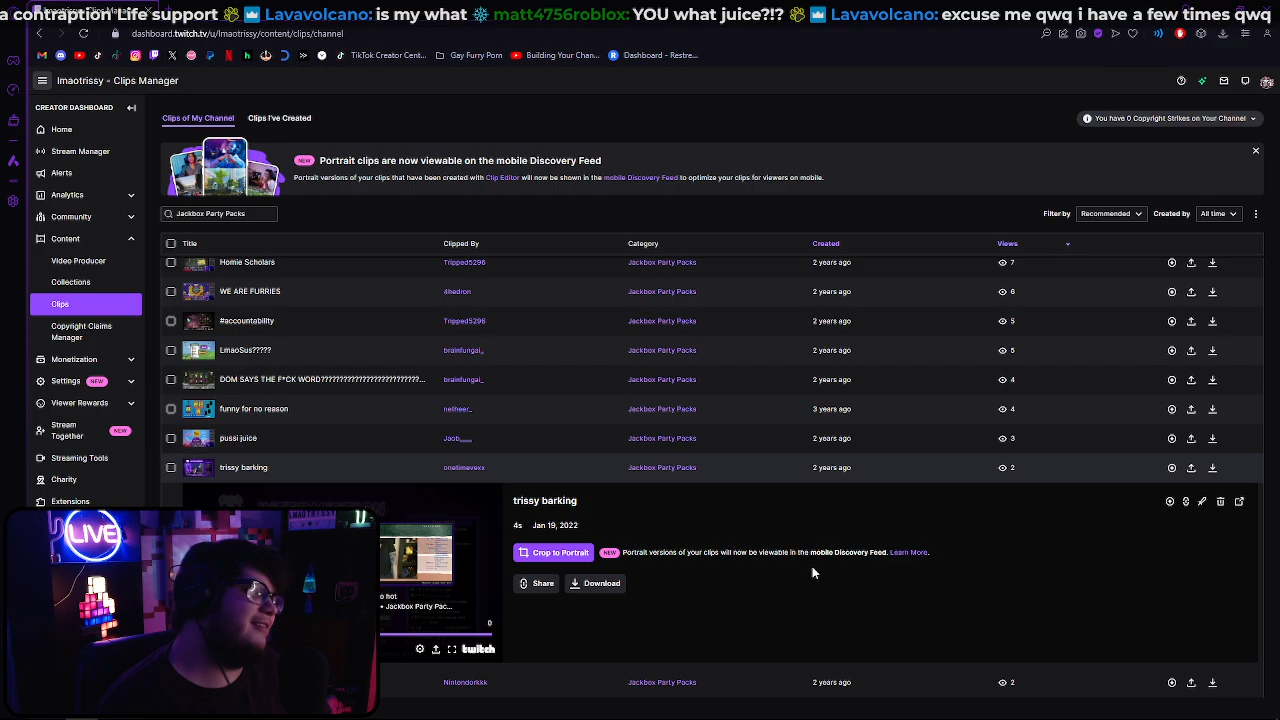 a contraption Life support Lavavolcano: is my what matt4756roblox: YOU what juice?!? Lavavolcano: excuse me qwq i have a few times qwq
dashboard.twitch.tv/u/lmaotrissy/content/clips/channel
TikTok Creator Cent... Gay Furry Porn Building Your Chan... Dashboard - Restre...
lmaotrissy - Clips Manager
CREATOR DASHBOARD
Home
Stream Manager
Alerts
Analytics
Community
Content
Video Producer
Collections
Clips
Copyright Claims
Manager
Monetization
Settings NEW
Viewer Rewards
Stream
Together NEW
Streaming Tools
Charity
Extensions
Clips of My Channel Clips I've Created
You have 0 Copyright Strikes on Your Channel
NEW Portrait clips are now viewable on the mobile Discovery Feed
Portrait versions of your clips that have been created with Clip Editor will now be shown in the mobile Discovery Feed to optimize your clips for viewers on mobile.
Jackbox Party Packs
Filter by Recommended Created by All time
Title Clipped By Category Created Views
Homie Scholars Tripped5296 Jackbox Party Packs 2 years ago 7
WE ARE FURRIES 4hedron Jackbox Party Packs 2 years ago 6
#accountability Tripped5296 Jackbox Party Packs 2 years ago 5
LmaoSus????? brainfungai_ Jackbox Party Packs 2 years ago 5
DOM SAYS THE F*CK WORD??????????????????????????... brainfungai_ Jackbox Party Packs 2 years ago 4
funny for no reason netheer_ Jackbox Party Packs 3 years ago 4
pussi juice Jaob___ Jackbox Party Packs 2 years ago 3
trissy barking onetimevexx Jackbox Party Packs 2 years ago 2
trissy barking
4s Jan 19, 2022
Crop to Portrait NEW Portrait versions of your clips will now be viewable in the mobile Discovery Feed. Learn More.
Share Download
o hot
• Jackbox Party Pac...
0
twitch
Nintendorkkk Jackbox Party Packs 2 years ago 2
LIVE